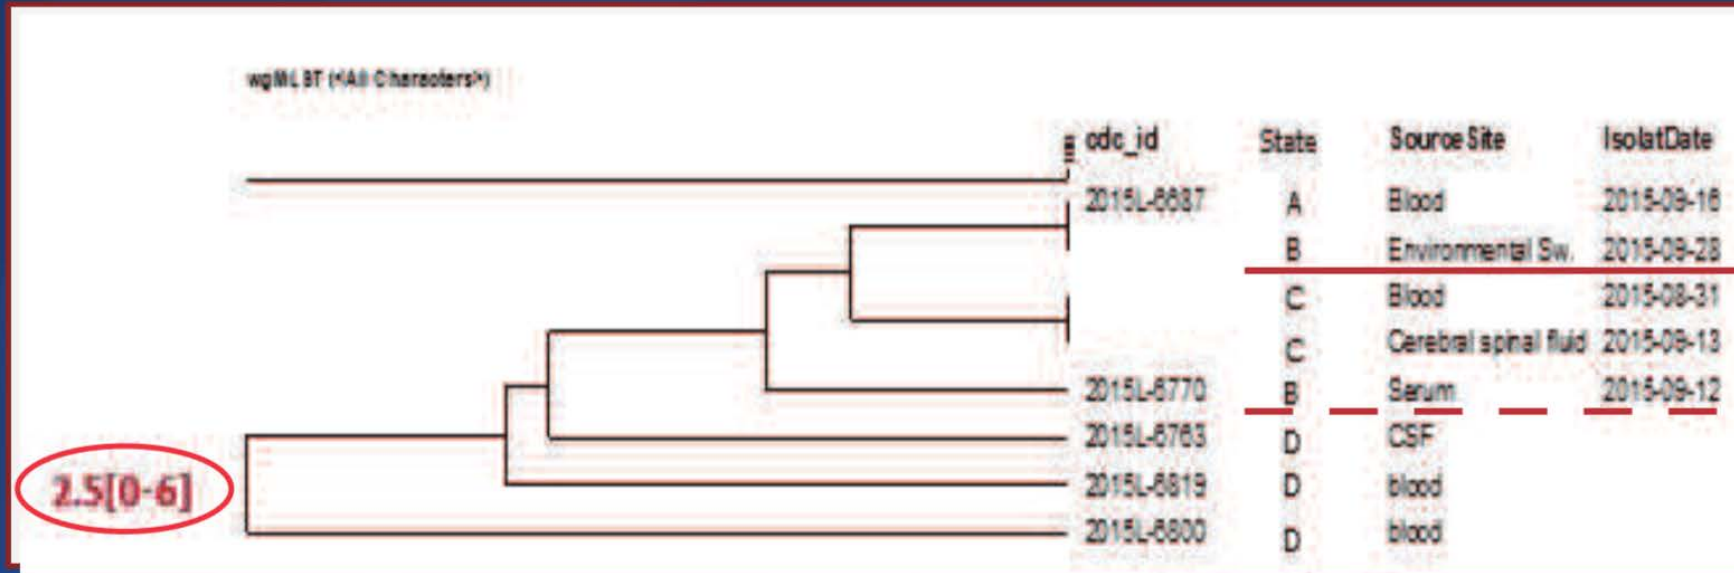 wgMLST (<All Characters>)
cdc_id State SourceSite IsolatDate
2015L-6687 A Blood 2015-09-16
B Environmental Sw. 2015-09-28
C Blood 2015-08-31
C Cerebral spinal fluid 2015-09-13
2015L-6770 B Serum 2015-09-12
2015L-6763 D CSF
2.5[0-6]
2015L-6819 D blood
2015L-6800 D blood